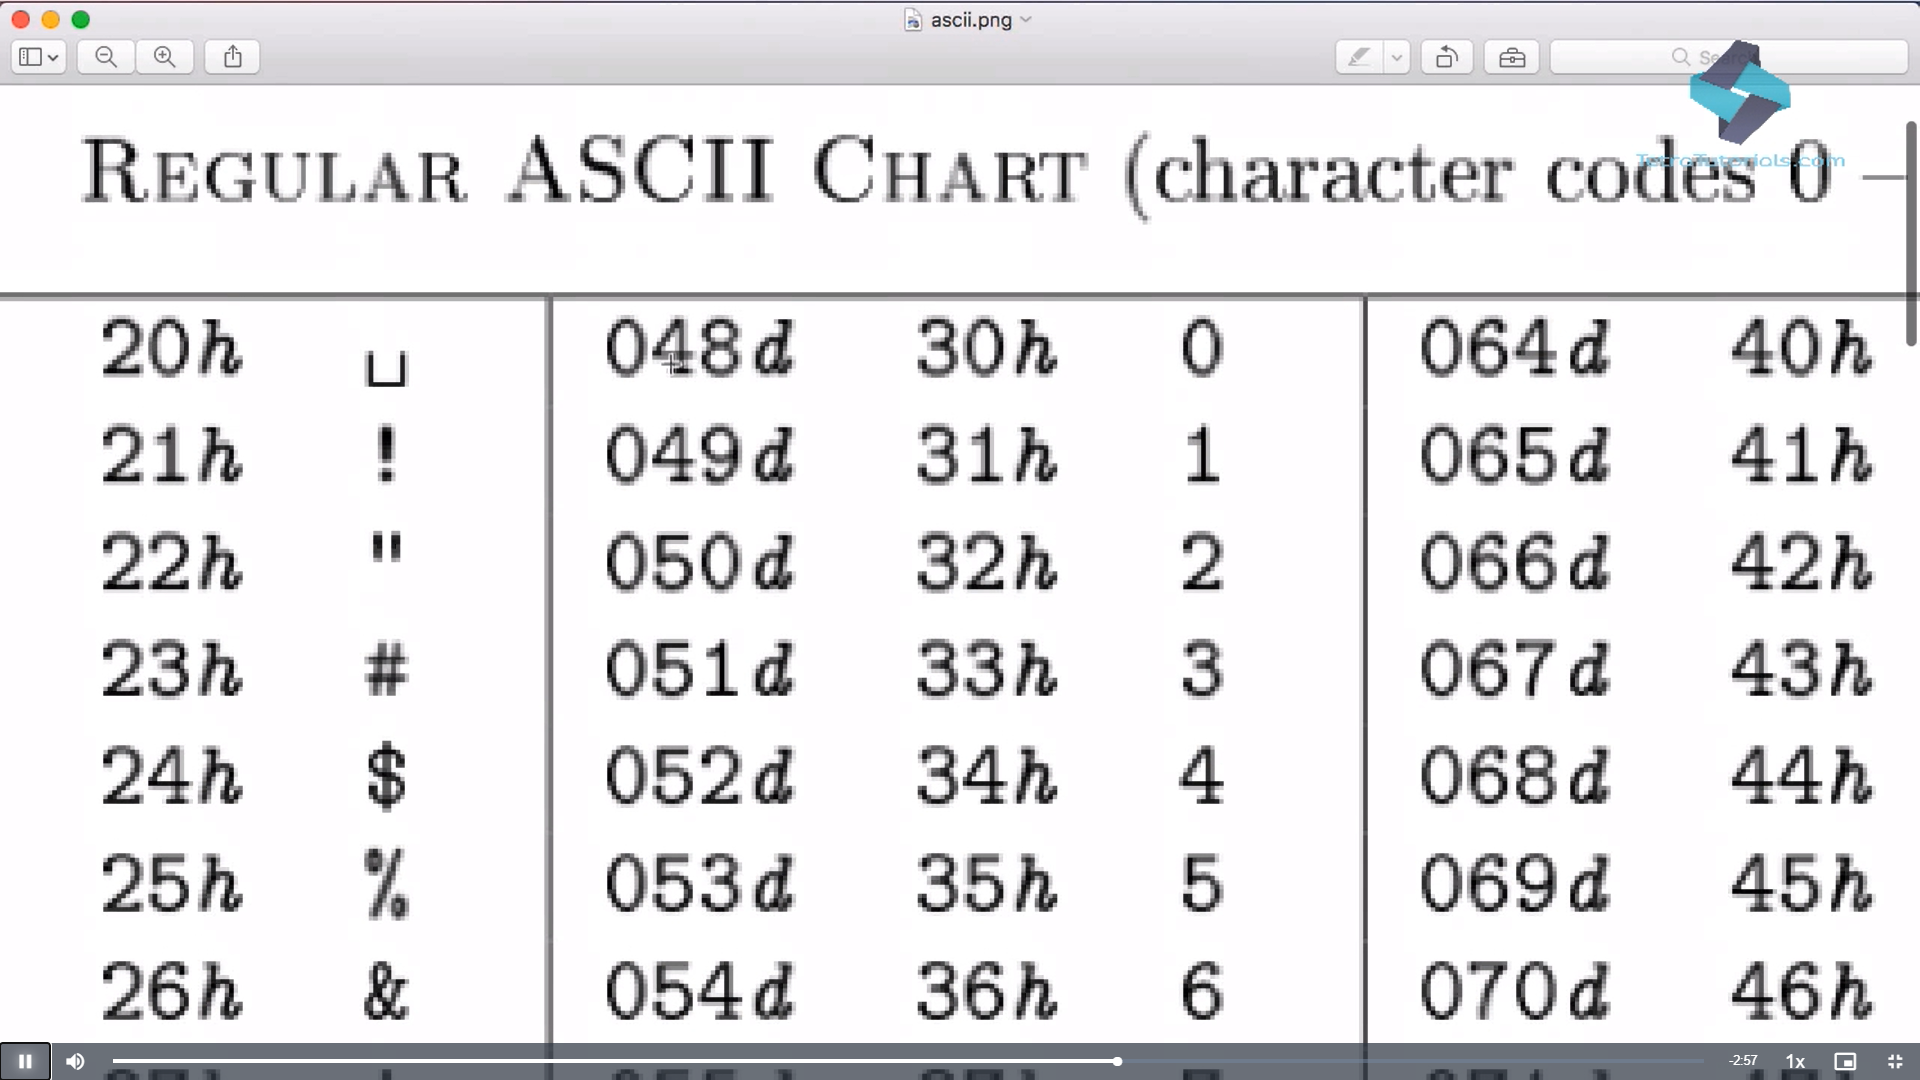 ascii.png
Search
TetraTutorials.com
REGULAR ASCII CHART (character codes 0 –
20h ␣ 048d 30h 0 064d 40h
21h ! 049d 31h 1 065d 41h
22h " 050d 32h 2 066d 42h
23h # 051d 33h 3 067d 43h
24h $ 052d 34h 4 068d 44h
25h % 053d 35h 5 069d 45h
26h & 054d 36h 6 070d 46h
-2:57 1x